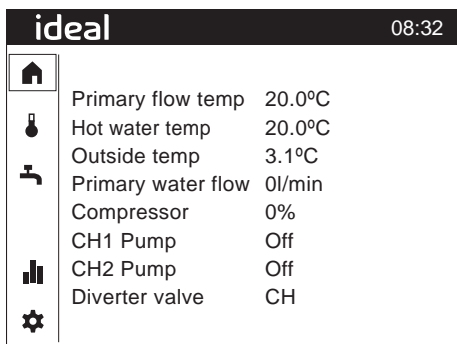 ideal 08:32
Primary flow temp 20.0ºC
Hot water temp 20.0ºC
Outside temp 3.1ºC
Primary water flow 0l/min
Compressor 0%
CH1 Pump Off
CH2 Pump Off
Diverter valve CH